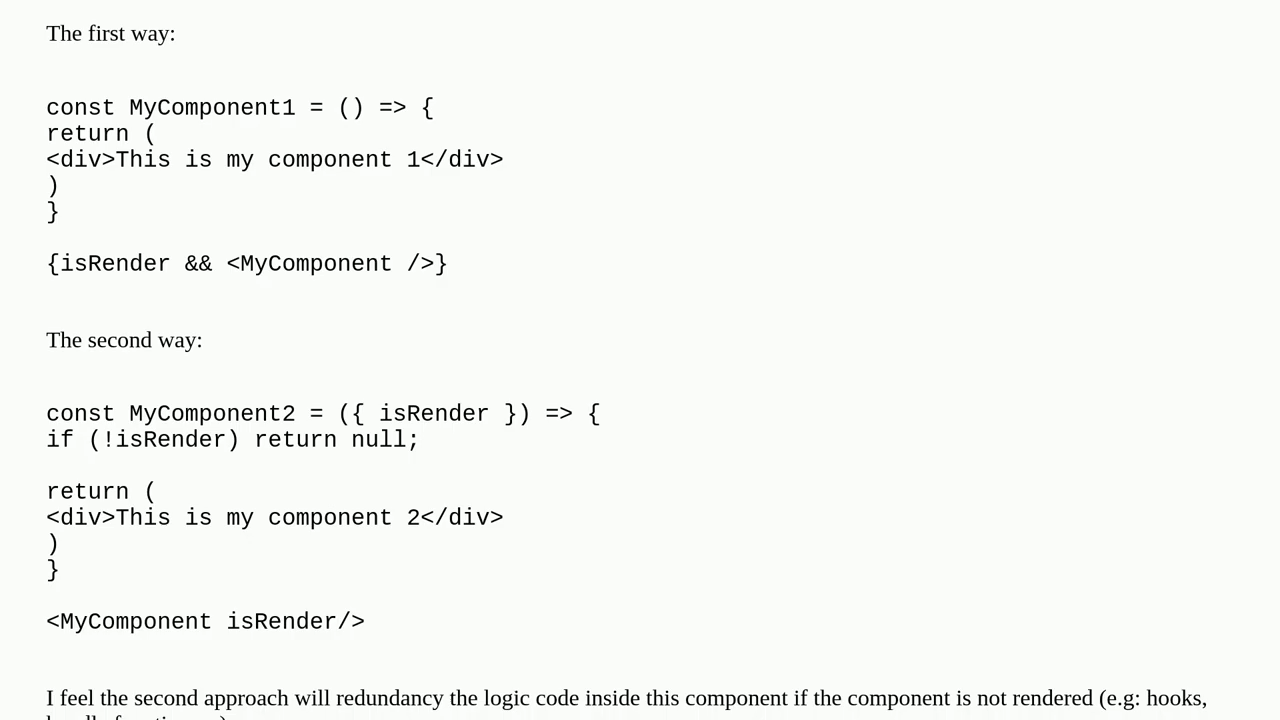 The first way:
const MyComponent1 = () => {
return (
<div>This is my component 1</div>
)
}
{isRender && <MyComponent />}
The second way:
const MyComponent2 = ({ isRender }) => {
if (!isRender) return null;
return (
<div>This is my component 2</div>
)
}
<MyComponent isRender/>
I feel the second approach will redundancy the logic code inside this component if the component is not rendered (e.g: hooks,